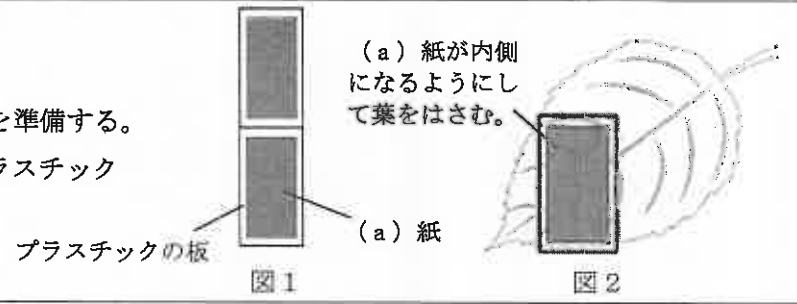 を準備する。
ラスチック
プラスチックの板
(a)紙
図1
(a)紙が内側
になるようにし
て葉をはさむ。
図2